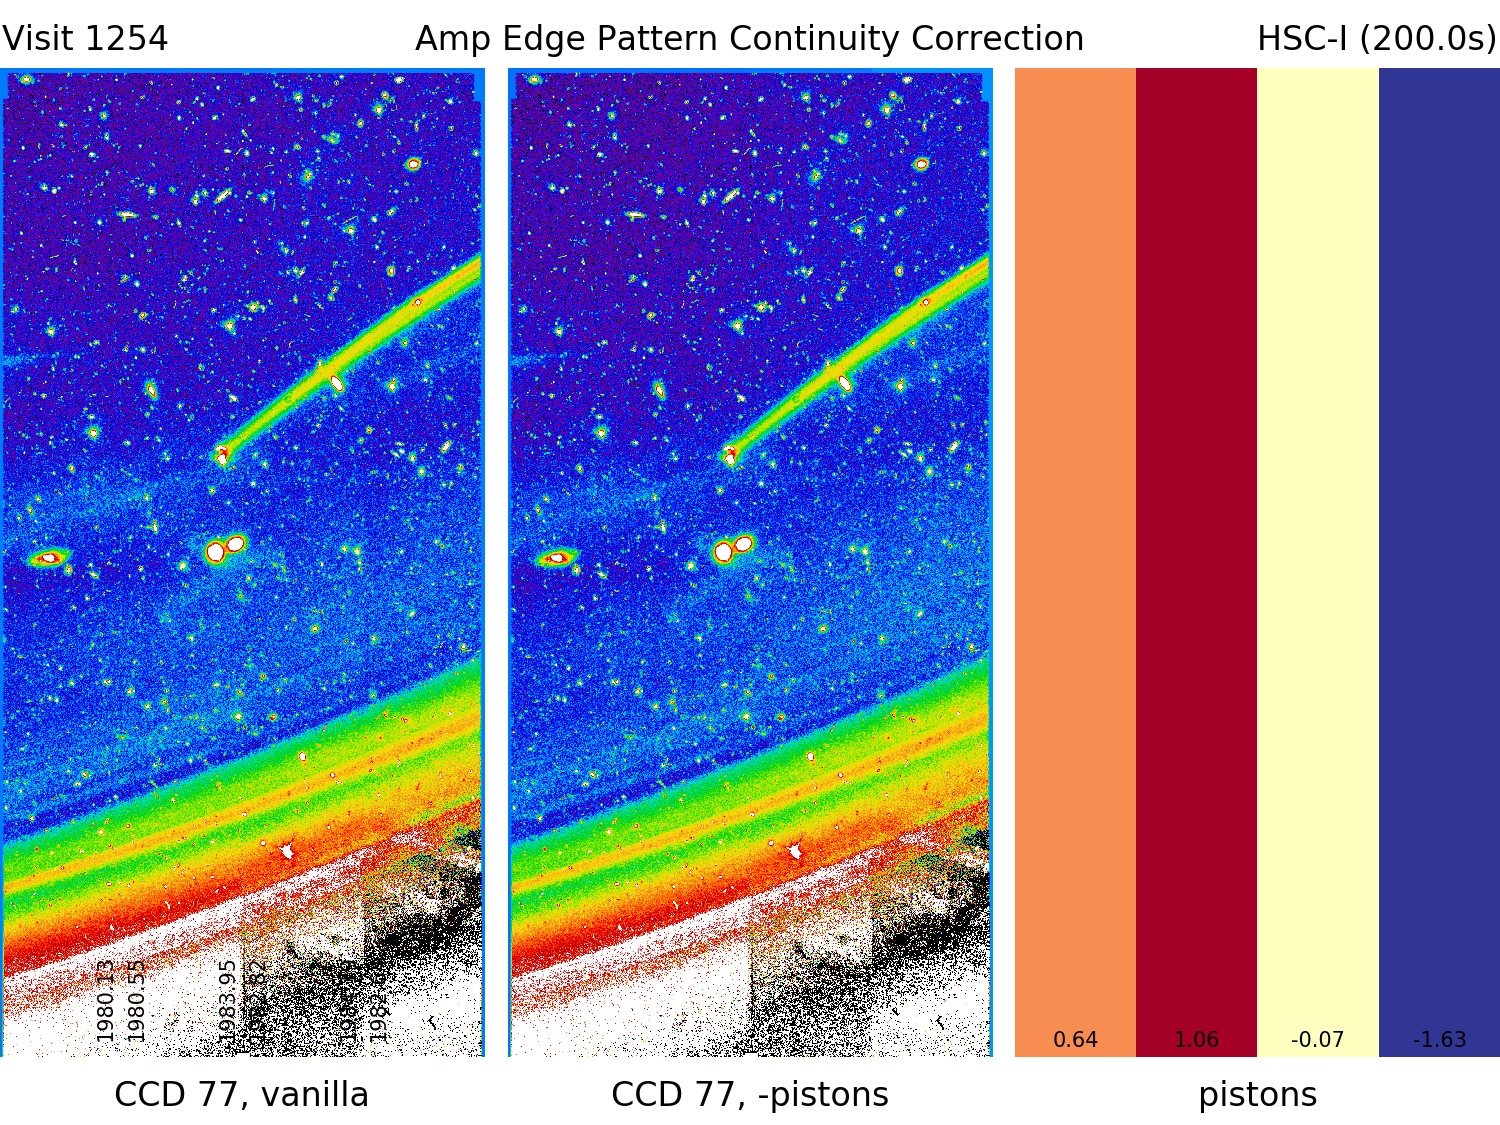 Visit 1254
Amp Edge Pattern Continuity Correction
HSC-I (200.0s)
1980.13
1980.55
1983.95
0.64
1.06
-0.07
-1.63
CCD 77, vanilla
CCD 77, -pistons
pistons